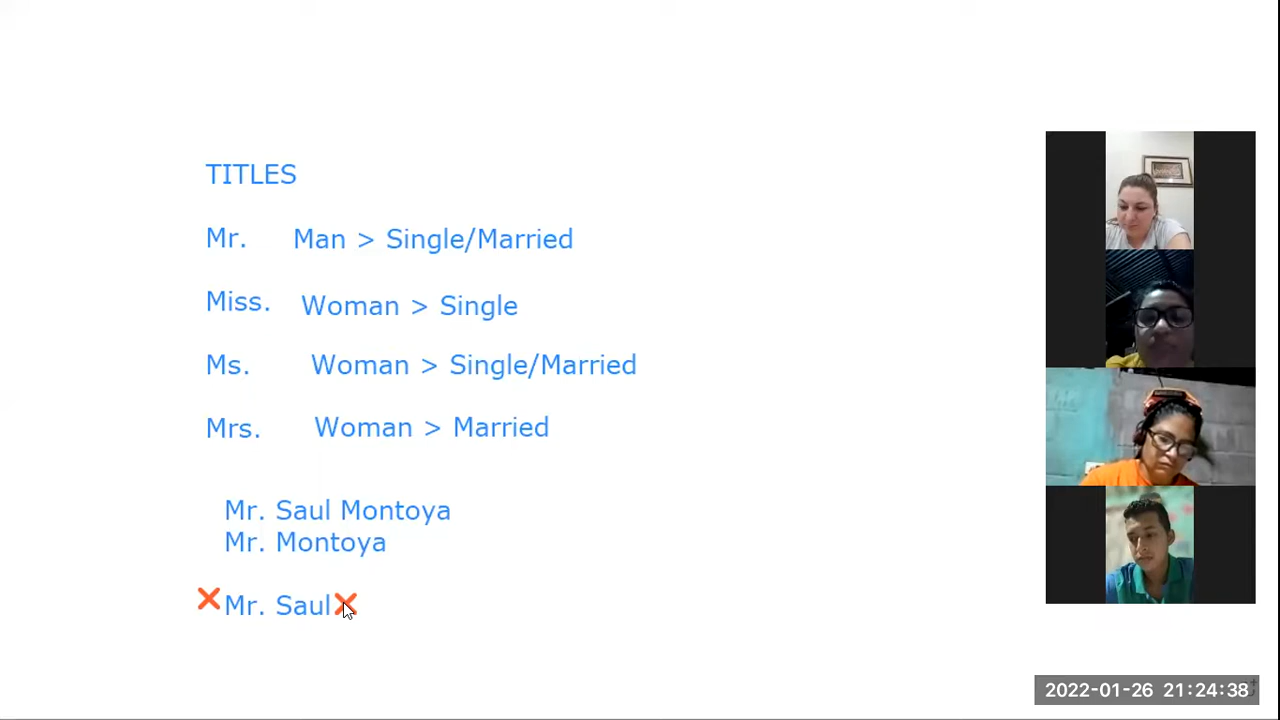 TITLES
Mr. Man > Single/Married
Miss. Woman > Single
Ms. Woman > Single/Married
Mrs. Woman > Married
Mr. Saul Montoya
Mr. Montoya
Mr. Saul
2022-01-26 21:24:38